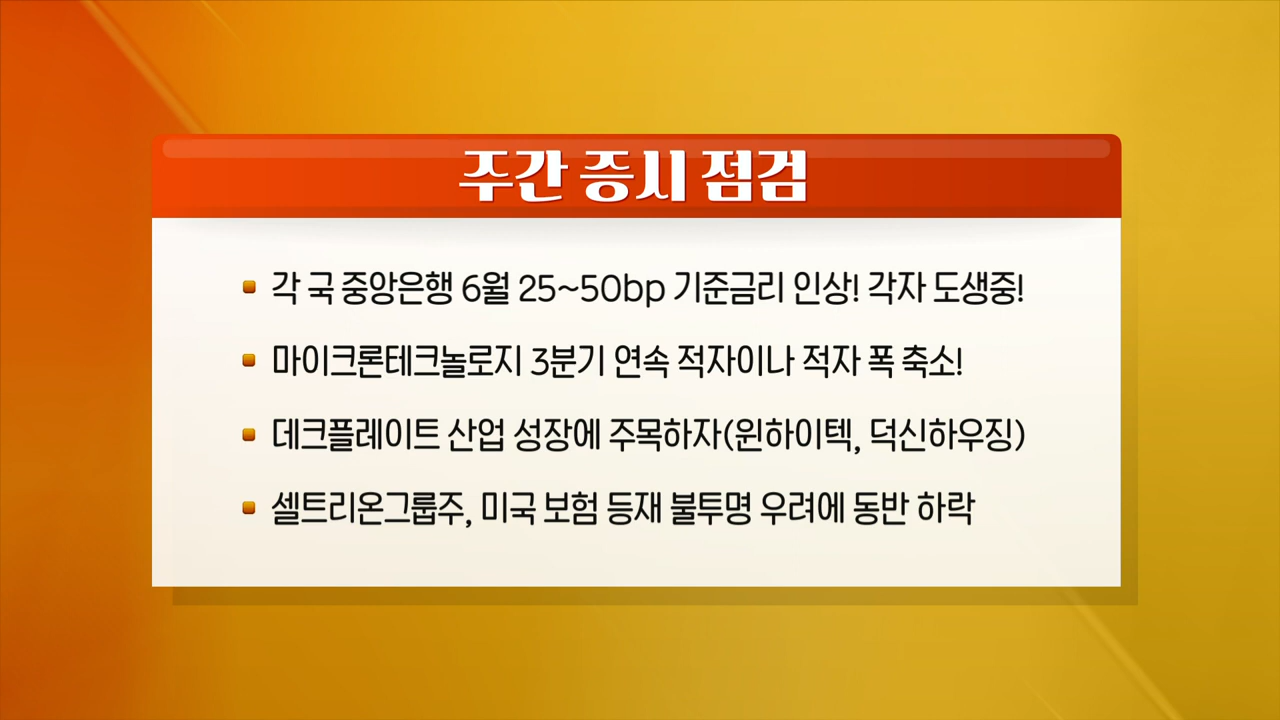 주간 증시 점검
각 국 중앙은행 6월 25~50bp 기준금리 인상! 각자 도생중!
마이크론테크놀로지 3분기 연속 적자이나 적자 폭 축소!
데크플레이트 산업 성장에 주목하자(윈하이텍, 덕신하우징)
셀트리온그룹주, 미국 보험 등재 불투명 우려에 동반 하락